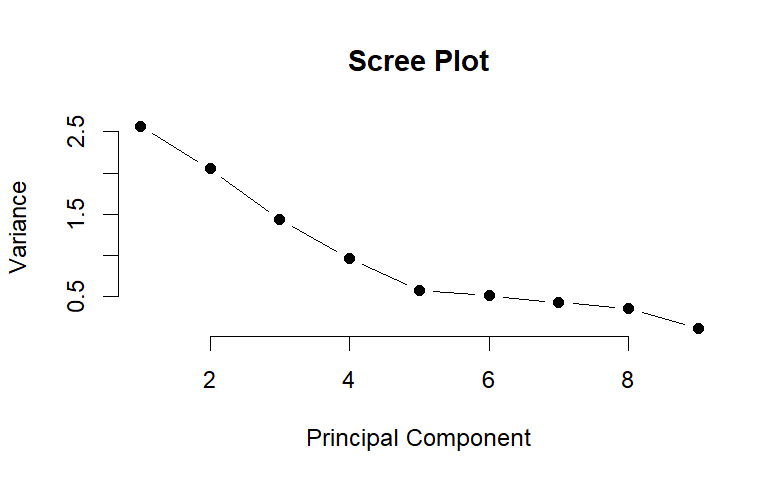 Scree Plot
Variance
2.5
1.5
0.5
2 4 6 8
Principal Component